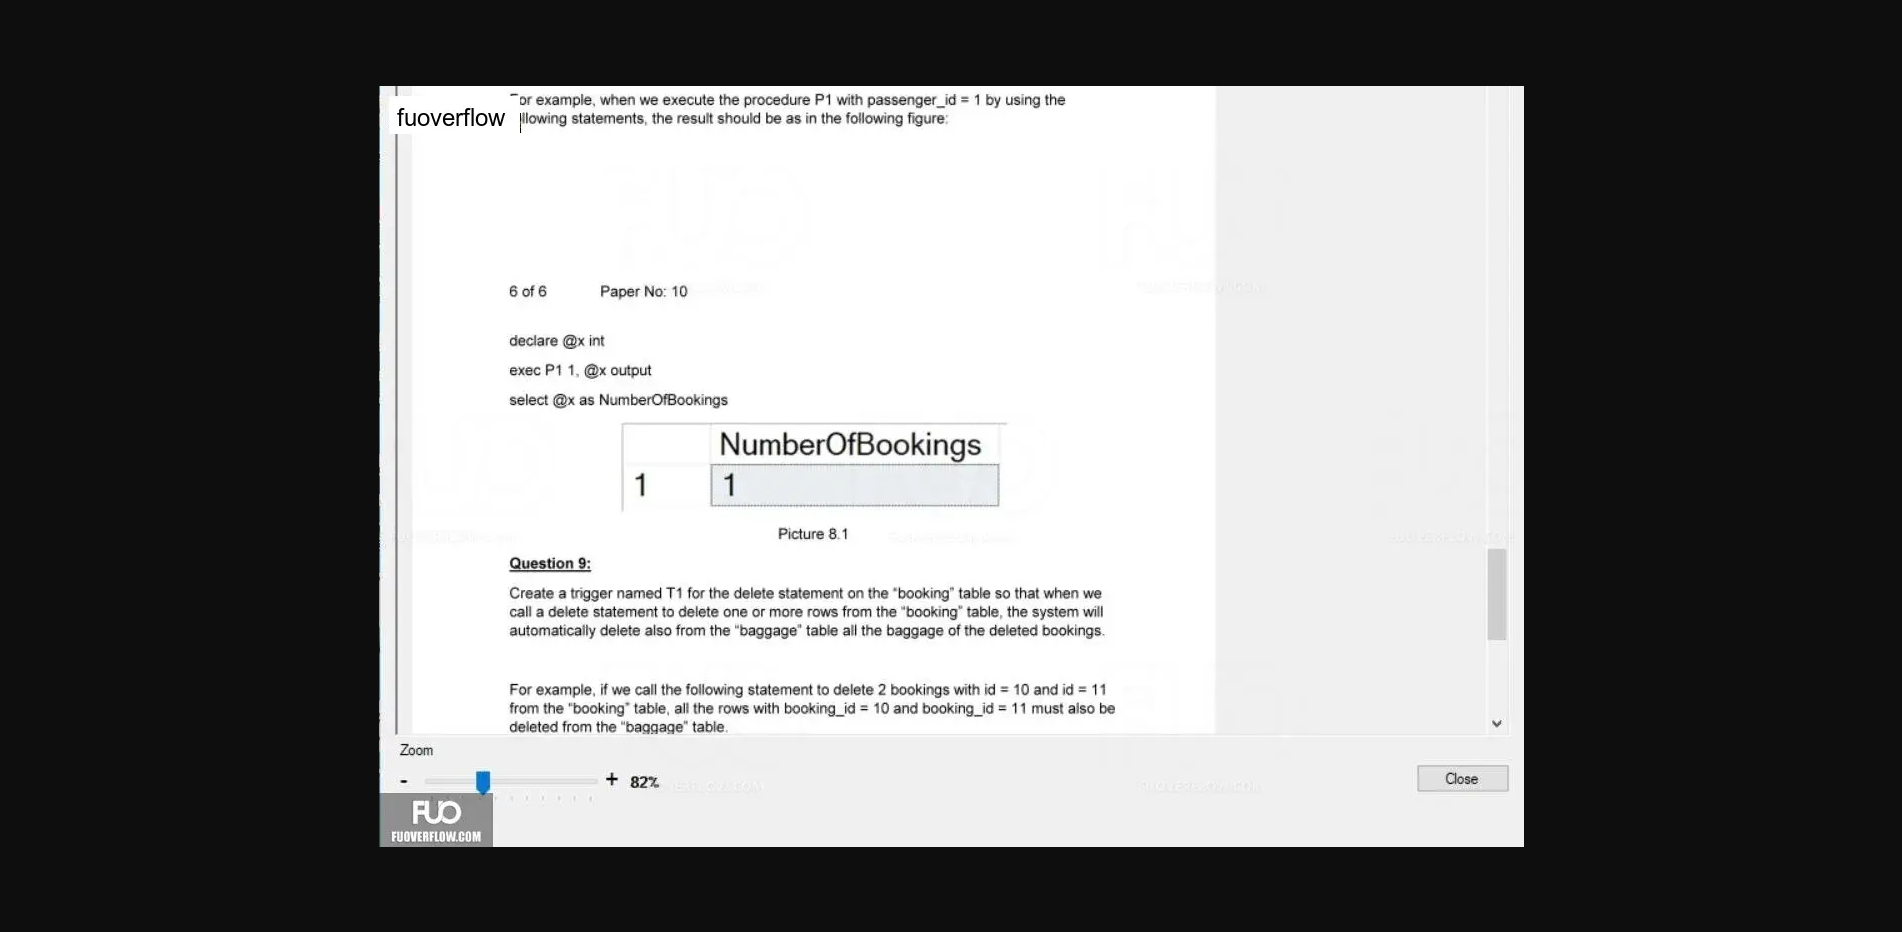 For example, when we execute the procedure P1 with passenger_id = 1 by using the
fuoverflow
llowing statements, the result should be as in the following figure:
6 of 6 Paper No: 10
declare @x int
exec P1 1, @x output
select @x as NumberOfBookings
NumberOfBookings
1 1
Picture 8.1
Question 9:
Create a trigger named T1 for the delete statement on the "booking" table so that when we
call a delete statement to delete one or more rows from the "booking" table, the system will
automatically delete also from the "baggage" table all the baggage of the deleted bookings.
For example, if we call the following statement to delete 2 bookings with id = 10 and id = 11
from the "booking" table, all the rows with booking_id = 10 and booking_id = 11 must also be
deleted from the "baggage" table.
Zoom
- + 82%
Close
FUO
FUOVERFLOW.COM